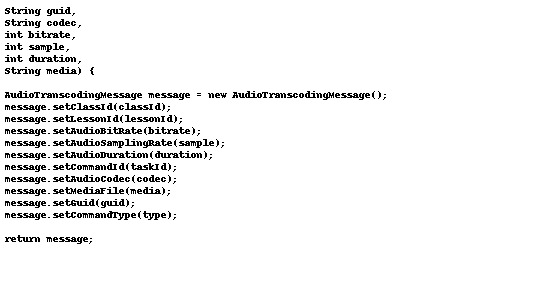 String guid,
String codec,
int bitrate,
int sample,
int duration,
String media) {
AudioTranscodingMessage message = new AudioTranscodingMessage();
message.setClassId(classId);
message.setLessonId(lessonId);
message.setAudioBitRate(bitrate);
message.setAudioSamplingRate(sample);
message.setAudioDuration(duration);
message.setCommandId(taskId);
message.setAudioCodec(codec);
message.setMediaFile(media);
message.setGuid(guid);
message.setCommandType(type);
return message;